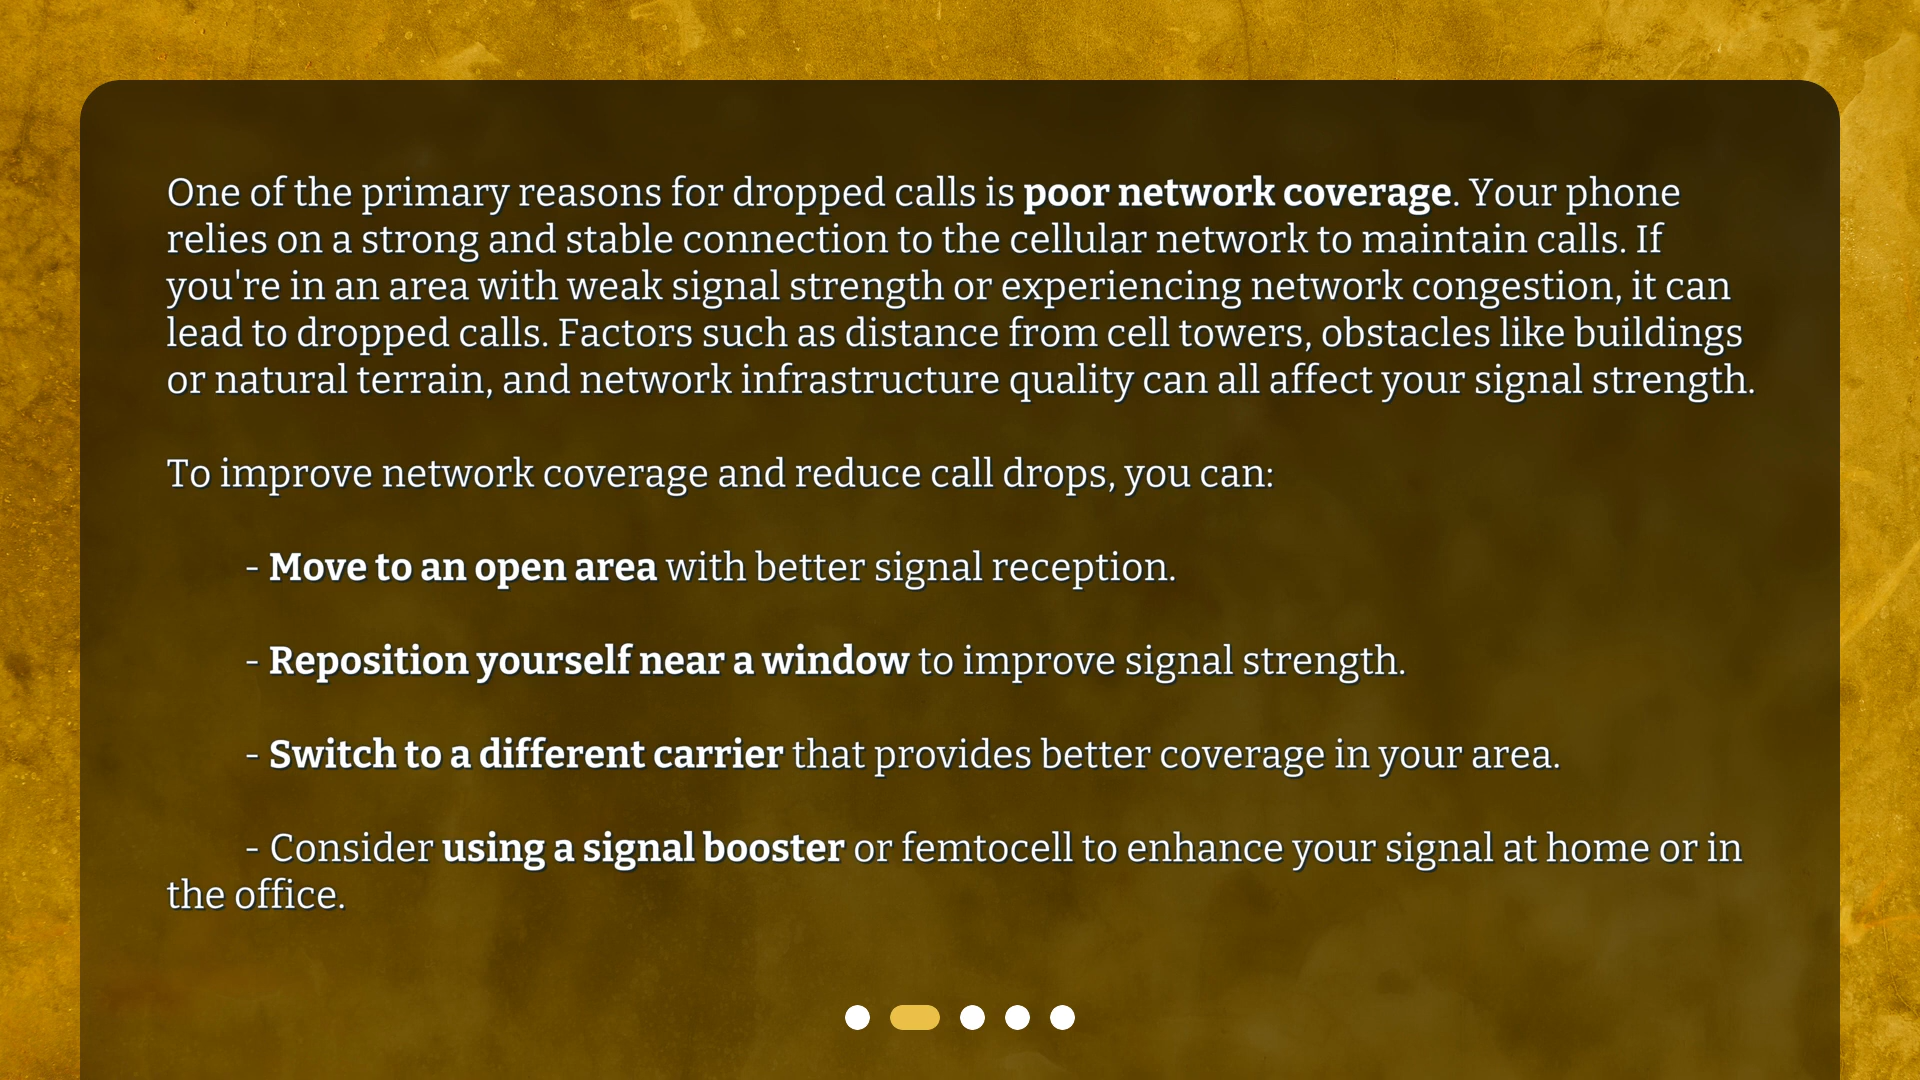 One of the primary reasons for dropped calls is poor network coverage. Your phone
relies on a strong and stable connection to the cellular network to maintain calls. If
you're in an area with weak signal strength or experiencing network congestion, it can
lead to dropped calls. Factors such as distance from cell towers, obstacles like buildings
or natural terrain, and network infrastructure quality can all affect your signal strength.
To improve network coverage and reduce call drops, you can:
- Move to an open area with better signal reception.
- Reposition yourself near a window to improve signal strength.
- Switch to a different carrier that provides better coverage in your area.
- Consider using a signal booster or femtocell to enhance your signal at home or in
the office.